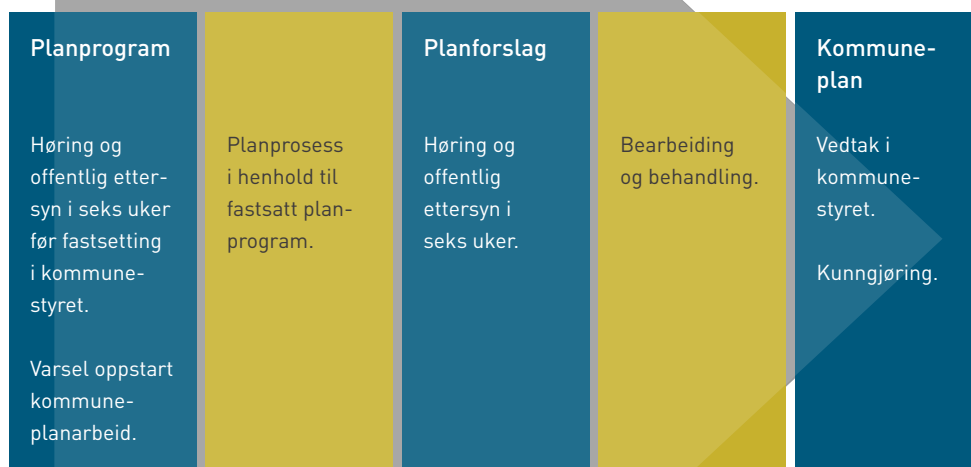 Planprogram
Høring og
offentlig etter-
syn i seks uker
før fastsetting
i kommune-
styret.
Varsel oppstart
kommune-
planarbeid.
Planprosess
i henhold til
fastsatt plan-
program.
Planforslag
Høring og
offentlig
ettersyn i
seks uker.
Bearbeiding
og behandling.
Kommune-
plan
Vedtak i
kommune-
styret.
Kunngjøring.